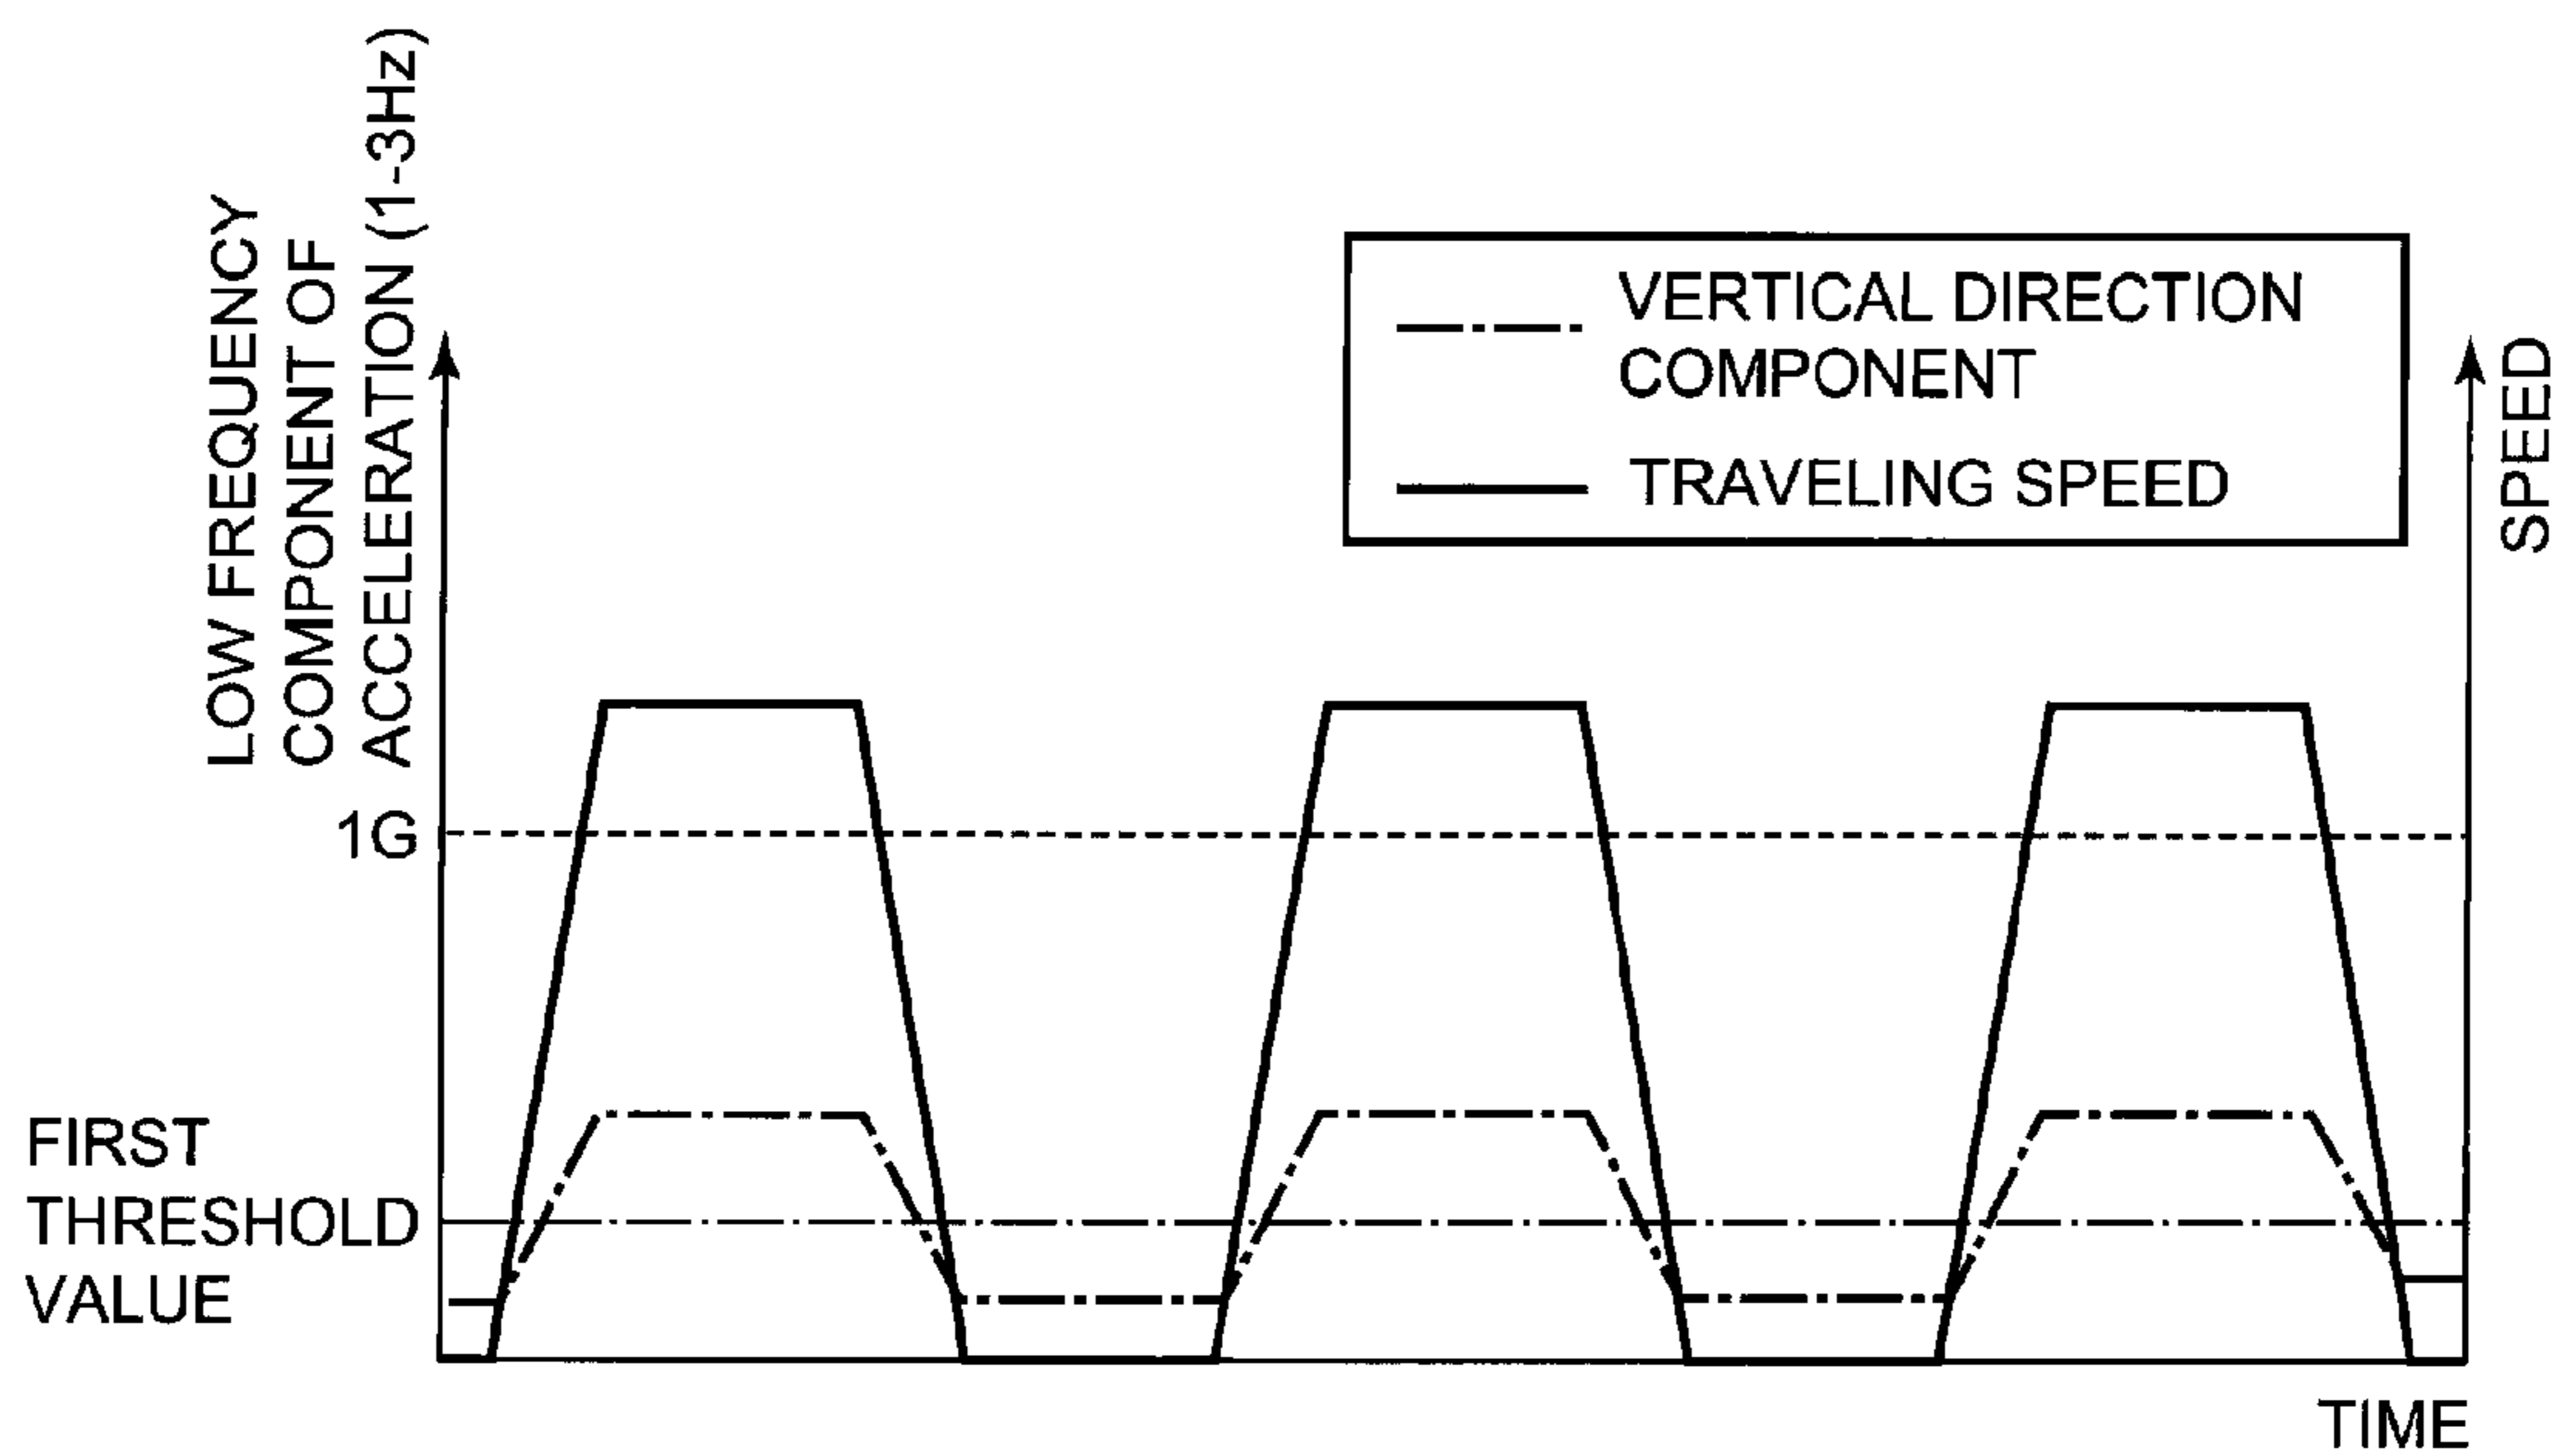 LOW FREQUENCY
COMPONENT OF
ACCELERATION (1-3Hz)
VERTICAL DIRECTION
COMPONENT
TRAVELING SPEED
SPEED
1G
FIRST
THRESHOLD
VALUE
TIME